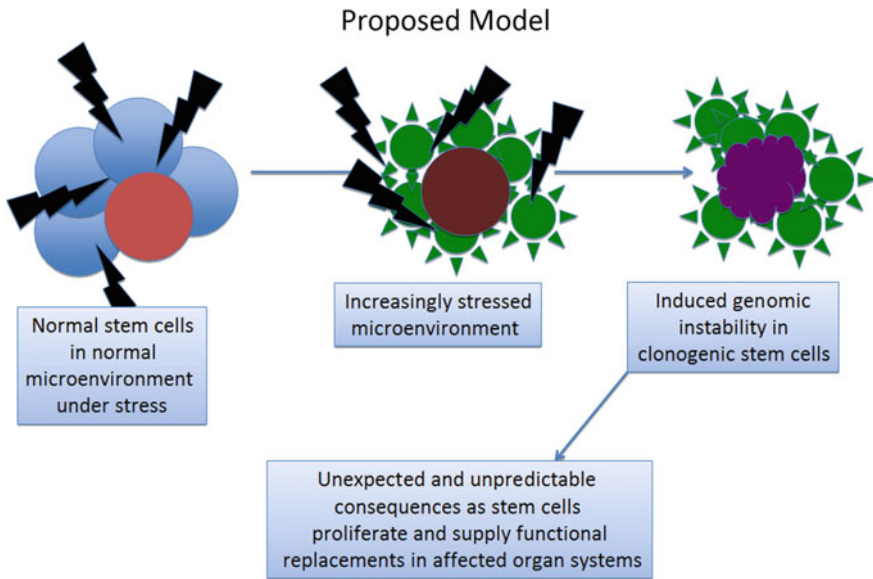 Proposed Model
Normal stem cells
in normal
microenvironment
under stress
Increasingly stressed
microenvironment
Induced genomic
instability in
clonogenic stem cells
Unexpected and unpredictable
consequences as stem cells
proliferate and supply functional
replacements in affected organ systems